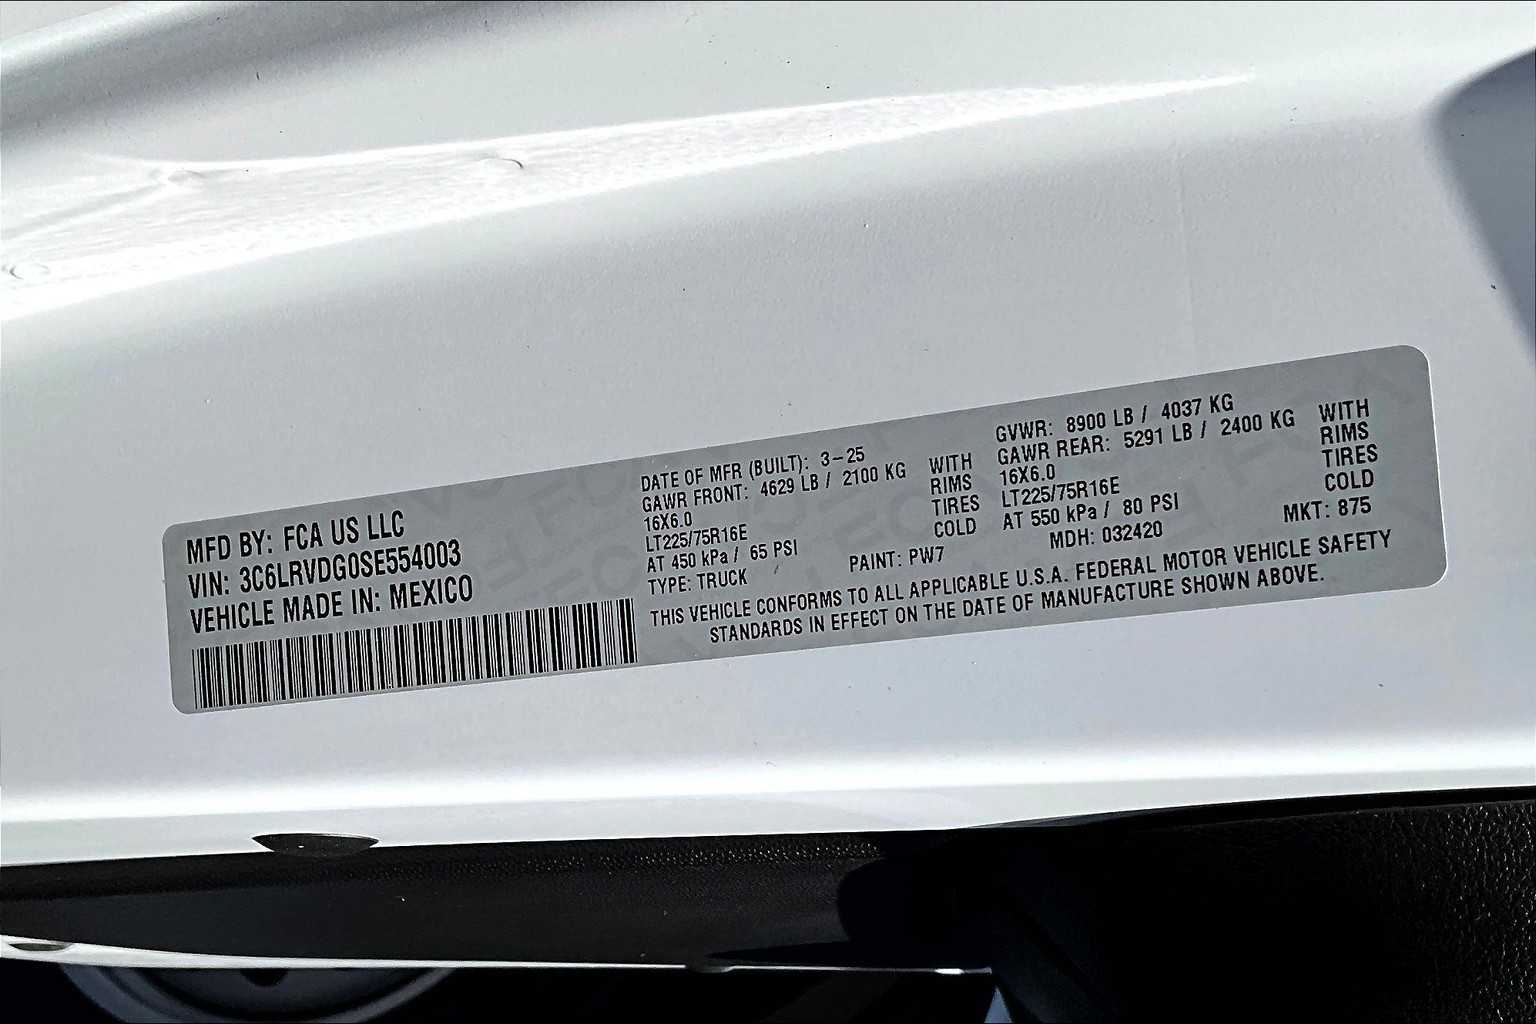 MFD BY: FCA US LLC
VIN: 3C6LRVDG0SE554003
VEHICLE MADE IN: MEXICO
DATE OF MFR (BUILT): 3-25
GAWR FRONT: 4629 LB / 2100 KG WITH
16X6.0 RIMS
LT225/75R16E TIRES
AT 450 kPa / 65 PSI COLD
TYPE: TRUCK PAINT: PW7
GVWR: 8900 LB / 4037 KG
GAWR REAR: 5291 LB / 2400 KG WITH
16X6.0 RIMS
LT225/75R16E TIRES
AT 550 kPa / 80 PSI COLD
MDH: 032420 MKT: 875
THIS VEHICLE CONFORMS TO ALL APPLICABLE U.S.A. FEDERAL MOTOR VEHICLE SAFETY
STANDARDS IN EFFECT ON THE DATE OF MANUFACTURE SHOWN ABOVE.